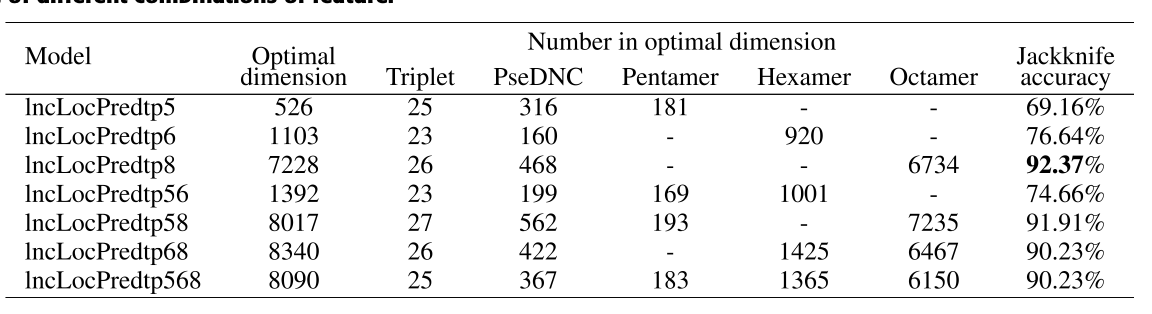 of different combinations of feature.
Model Optimal dimension Number in optimal dimension Jackknife accuracy
Triplet PseDNC Pentamer Hexamer Octamer
lncLocPredtp5 526 25 316 181 - - 69.16%
lncLocPredtp6 1103 23 160 - 920 - 76.64%
lncLocPredtp8 7228 26 468 - - 6734 92.37%
lncLocPredtp56 1392 23 199 169 1001 - 74.66%
lncLocPredtp58 8017 27 562 193 - 7235 91.91%
lncLocPredtp68 8340 26 422 - 1425 6467 90.23%
lncLocPredtp568 8090 25 367 183 1365 6150 90.23%